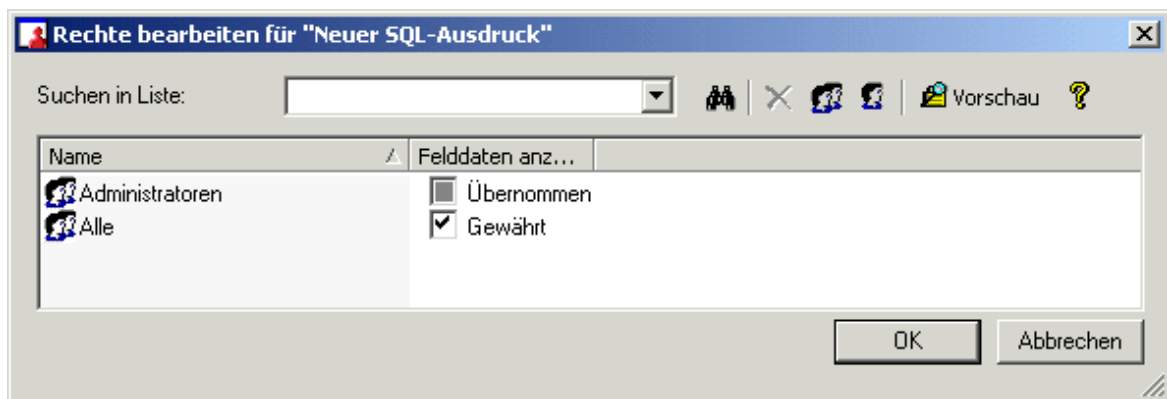 Rechte bearbeiten für "Neuer SQL-Ausdruck"
Suchen in Liste: Vorschau
Name Felddaten anz...
Administratoren Übernommen
Alle Gewährt
OK Abbrechen